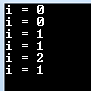 i = 0
i = 0
i = 1
i = 1
i = 2
i = 1